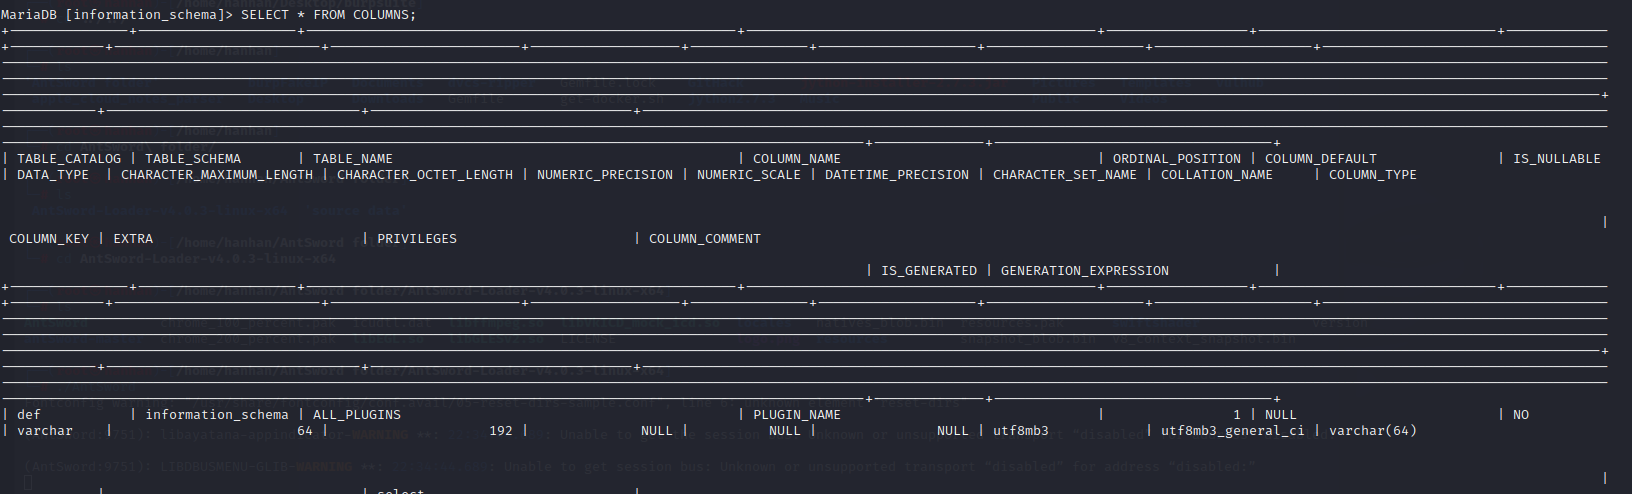 MariaDB [information_schema]> SELECT * FROM COLUMNS;
| TABLE_CATALOG | TABLE_SCHEMA | TABLE_NAME | COLUMN_NAME | ORDINAL_POSITION | COLUMN_DEFAULT | IS_NULLABLE
| DATA_TYPE | CHARACTER_MAXIMUM_LENGTH | CHARACTER_OCTET_LENGTH | NUMERIC_PRECISION | NUMERIC_SCALE | DATETIME_PRECISION | CHARACTER_SET_NAME | COLLATION_NAME | COLUMN_TYPE
|
COLUMN_KEY | EXTRA | PRIVILEGES | COLUMN_COMMENT
| IS_GENERATED | GENERATION_EXPRESSION |
| def | information_schema | ALL_PLUGINS | PLUGIN_NAME | 1 | NULL | NO
| varchar | 64 | 192 | NULL | NULL | NULL | utf8mb3 | utf8mb3_general_ci | varchar(64)
|
| | select |